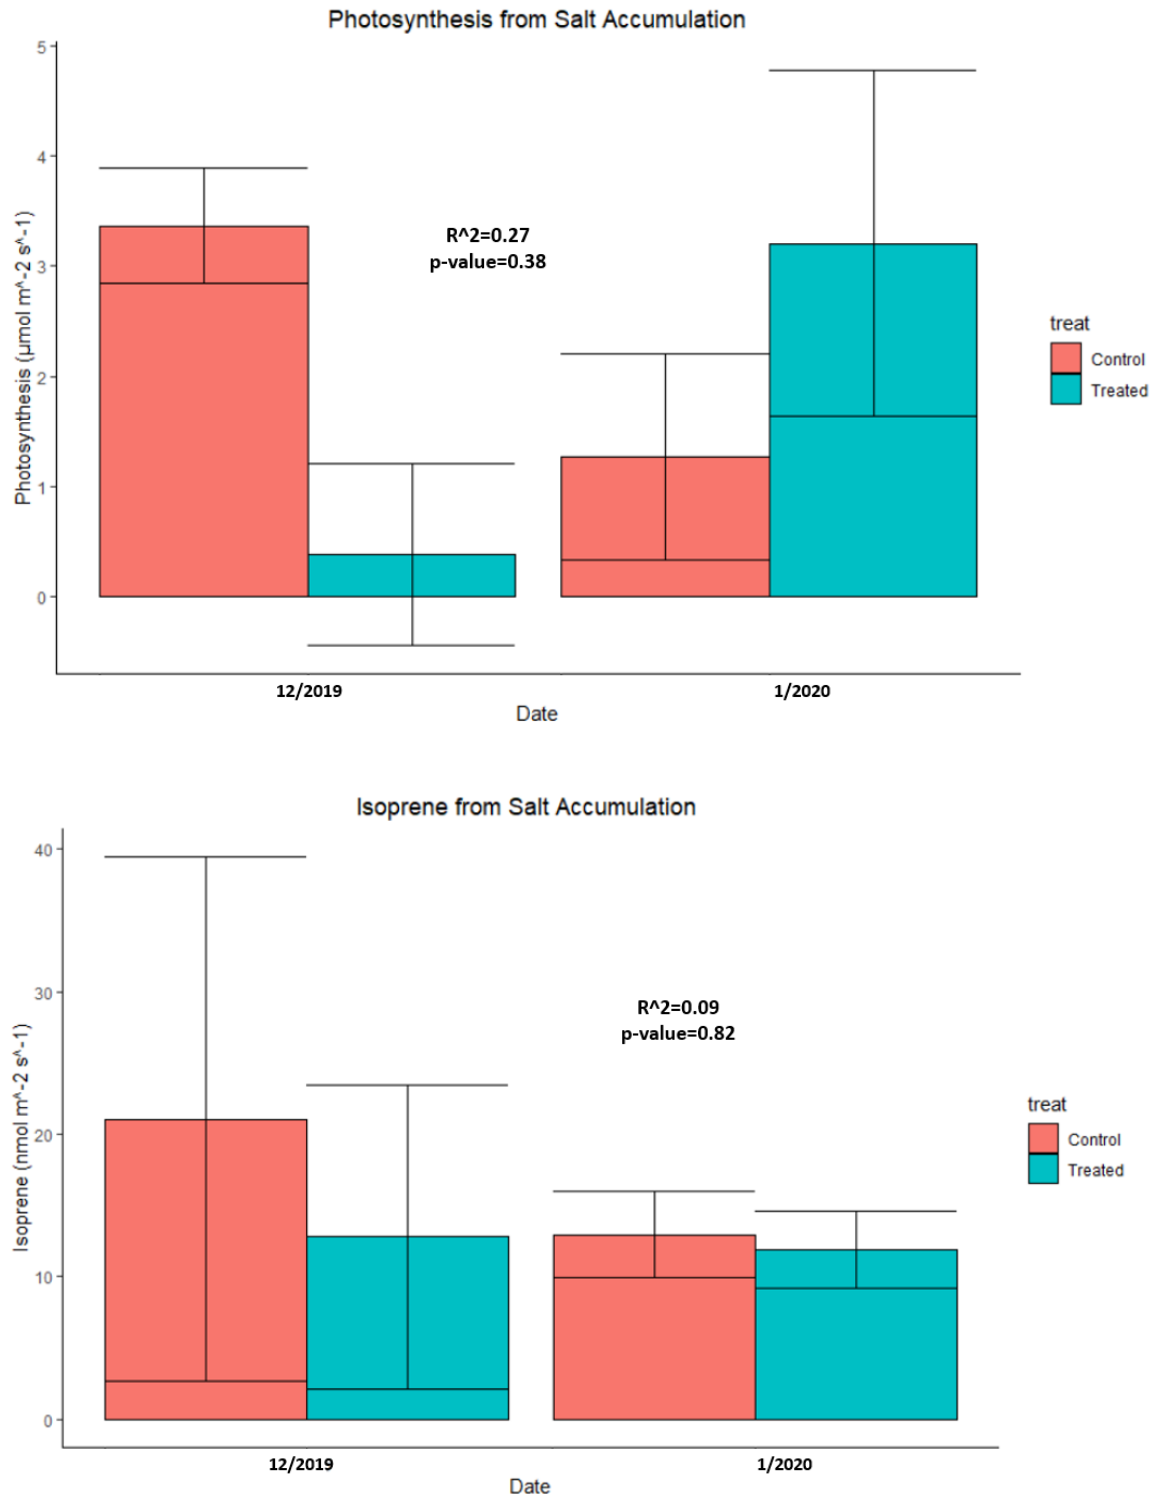 Photosynthesis from Salt Accumulation
5
4
3
2
1
0
Photosynthesis (μmol m^-2 s^-1)
R^2=0.27
p-value=0.38
treat
Control
Treated
12/2019
1/2020
Date
Isoprene from Salt Accumulation
40
30
20
10
0
Isoprene (nmol m^-2 s^-1)
R^2=0.09
p-value=0.82
treat
Control
Treated
12/2019
1/2020
Date